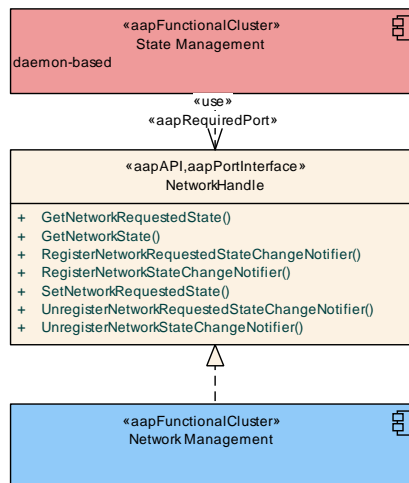 «aapFunctionalCluster»
State Management
daemon-based
«use»
«aapRequiredPort»
«aapAPI,aapPortInterface»
NetworkHandle
+ GetNetworkRequestedState()
+ GetNetworkState()
+ RegisterNetworkRequestedStateChangeNotifier()
+ RegisterNetworkStateChangeNotifier()
+ SetNetworkRequestedState()
+ UnregisterNetworkRequestedStateChangeNotifier()
+ UnregisterNetworkStateChangeNotifier()
«aapFunctionalCluster»
Network Management